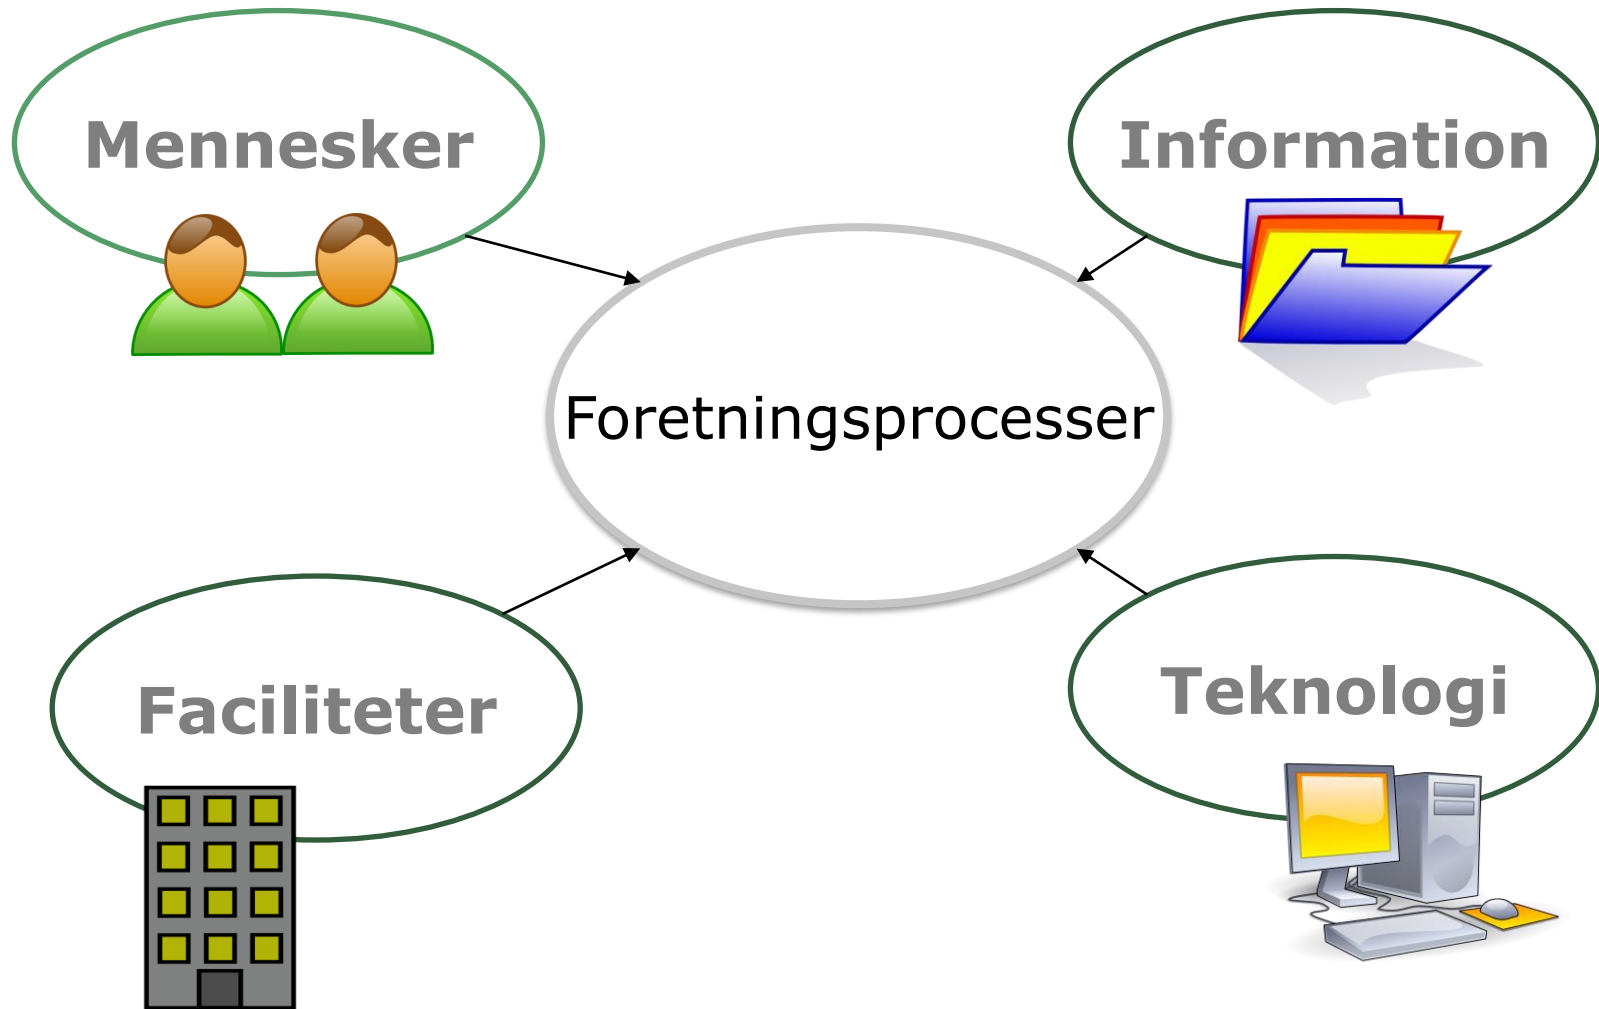 Mennesker
Information
Foretningsprocesser
Faciliteter
Teknologi